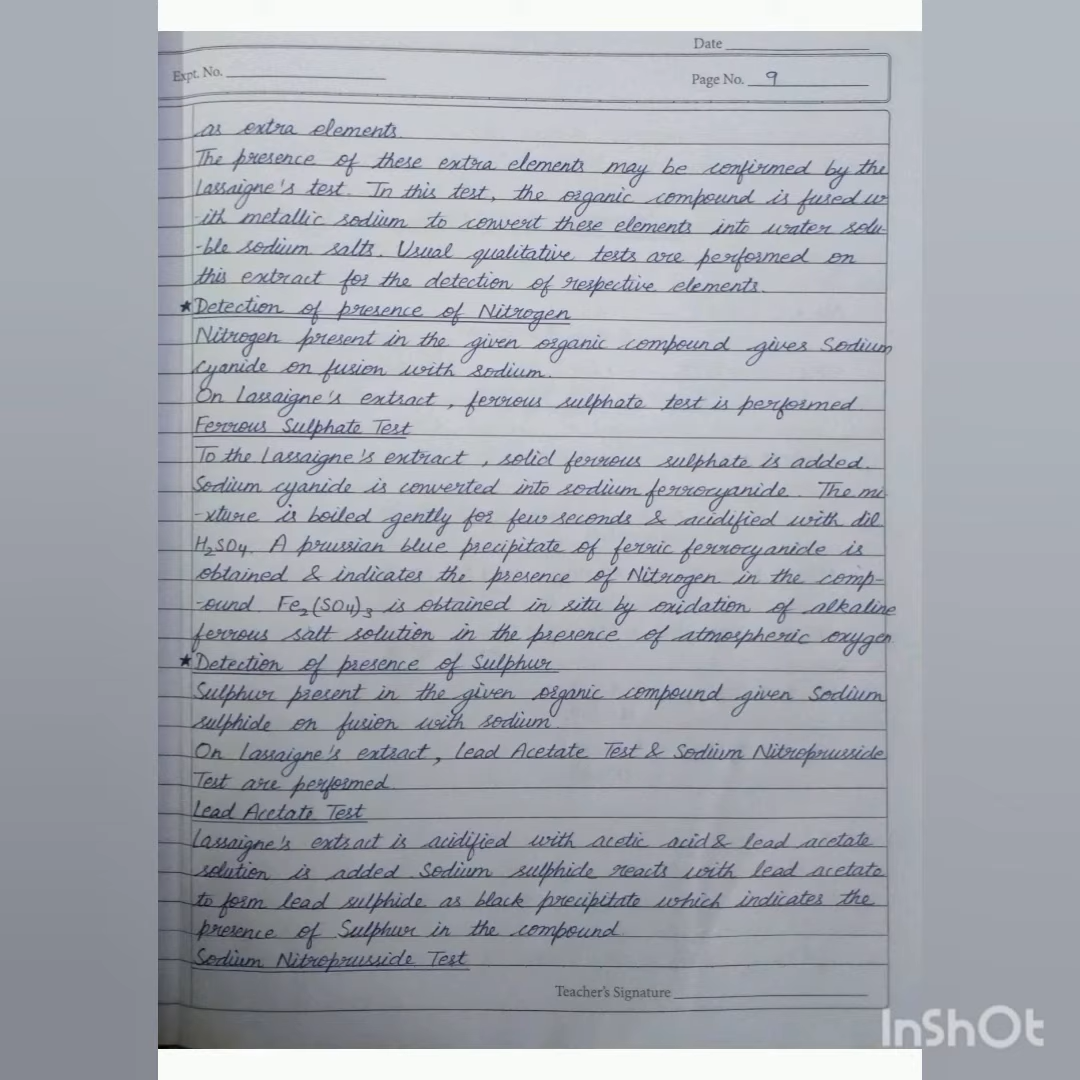 Date
Expt. No.
Page No. 9
as extra elements.
The presence of these extra elements may be confirmed by the
Lassaigne's test. In this test, the organic compound is fused w
-ith metallic sodium to convert these elements into water solu-
-ble sodium salts. Usual qualitative tests are performed on
this extract for the detection of respective elements.
★ Detection of presence of Nitrogen
Nitrogen present in the given organic compound gives Sodium
cyanide on fusion with sodium.
On Lassaigne's extract, ferrous sulphate test is performed.
Ferrous Sulphate Test
To the Lassaigne's extract, solid ferrous sulphate is added.
Sodium cyanide is converted into sodium ferrocyanide. The mi
-xture is boiled gently for few seconds & acidified with dil.
H₂SO₄. A prussian blue precipitate of ferric ferrocyanide is
obtained & indicates the presence of Nitrogen in the comp-
-ound. Fe₂(SO₄)₃ is obtained in situ by oxidation of alkaline
ferrous salt solution in the presence of atmospheric oxygen.
★ Detection of presence of Sulphur
Sulphur present in the given organic compound given Sodium
sulphide on fusion with sodium.
On Lassaigne's extract, Lead Acetate Test & Sodium Nitroprusside
Test are performed.
Lead Acetate Test
Lassaigne's extract is acidified with acetic acid & lead acetate
solution is added. Sodium sulphide reacts with lead acetate
to form lead sulphide as black precipitate which indicates the
presence of Sulphur in the compound.
Sodium Nitroprusside Test
Teacher's Signature
InShOt